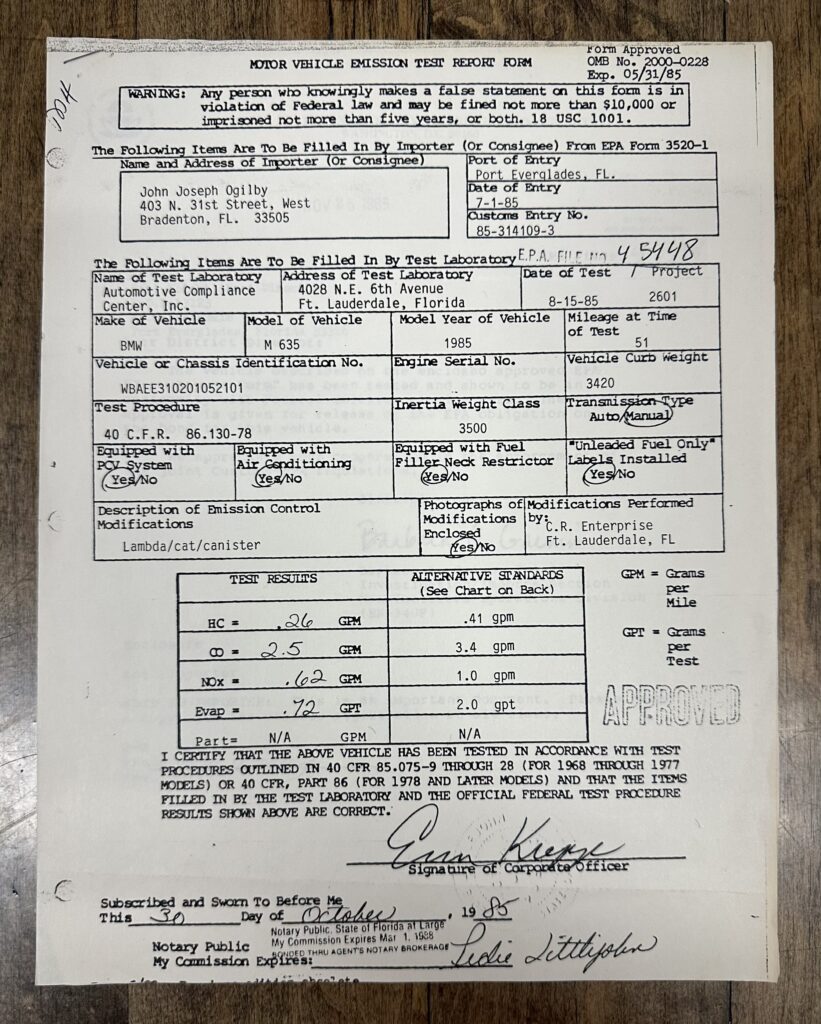 Form Approved
OMB No. 2000-0228
Exp. 05/31/85
MOTOR VEHICLE EMISSION TEST REPORT FORM
WARNING: Any person who knowingly makes a false statement on this form is in
violation of Federal law and may be fined not more than $10,000 or
imprisoned not more than five years, or both. 18 USC 1001.
The Following Items Are To Be Filled In By Importer (Or Consignee) From EPA Form 3520-1
Name and Address of Importer (Or Consignee)
John Joseph Ogilby
403 N. 31st Street, West
Bradenton, FL. 33505
Port of Entry
Port Everglades, FL.
Date of Entry
7-1-85
Customs Entry No.
85-314109-3
The Following Items Are To Be Filled In By Test Laboratory
E.P.A. FILE NO 45448
Name of Test Laboratory
Automotive Compliance
Center, Inc.
Address of Test Laboratory
4028 N.E. 6th Avenue
Ft. Lauderdale, Florida
Date of Test / Project
8-15-85 2601
Make of Vehicle
BMW
Model of Vehicle
M 635
Model Year of Vehicle
1985
Mileage at Time
of Test
51
Vehicle or Chassis Identification No.
WBAEE310201052101
Engine Serial No.
Vehicle Curb Weight
3420
Test Procedure
40 C.F.R. 86.130-78
Inertia Weight Class
3500
Transmission Type
Auto/Manual
Equipped with
PCV System
Yes/No
Equipped with
Air Conditioning
Yes/No
Equipped with Fuel
Filler Neck Restrictor
Yes/No
"Unleaded Fuel Only"
Labels Installed
Yes/No
Description of Emission Control
Modifications
Lambda/cat/canister
Photographs of
Modifications
Enclosed
Yes/No
Modifications Performed
by:
C.R. Enterprise
Ft. Lauderdale, FL
TEST RESULTS
ALTERNATIVE STANDARDS
(See Chart on Back)
HC = .26 GPM .41 gpm
CO = 2.5 GPM 3.4 gpm
NOx = .62 GPM 1.0 gpm
Evap = .72 GPT 2.0 gpt
Part= N/A GPM N/A
GPM = Grams
per
Mile
GPT = Grams
per
Test
APPROVED
I CERTIFY THAT THE ABOVE VEHICLE HAS BEEN TESTED IN ACCORDANCE WITH TEST
PROCEDURES OUTLINED IN 40 CFR 85.075-9 THROUGH 28 (FOR 1968 THROUGH 1977
MODELS) OR 40 CFR, PART 86 (FOR 1978 AND LATER MODELS) AND THAT THE ITEMS
FILLED IN BY THE TEST LABORATORY AND THE OFFICIAL FEDERAL TEST PROCEDURE
RESULTS SHOWN ABOVE ARE CORRECT.
Signature of Corporate Officer
Subscribed and Sworn To Before Me
This 30 Day of October, 1985
Notary Public, State of Florida at Large
My Commission Expires Mar 1, 1988
BONDED THRU AGENT'S NOTARY BROKERAGE
Notary Public
My Commission Expires:
Leslie Littlejohn